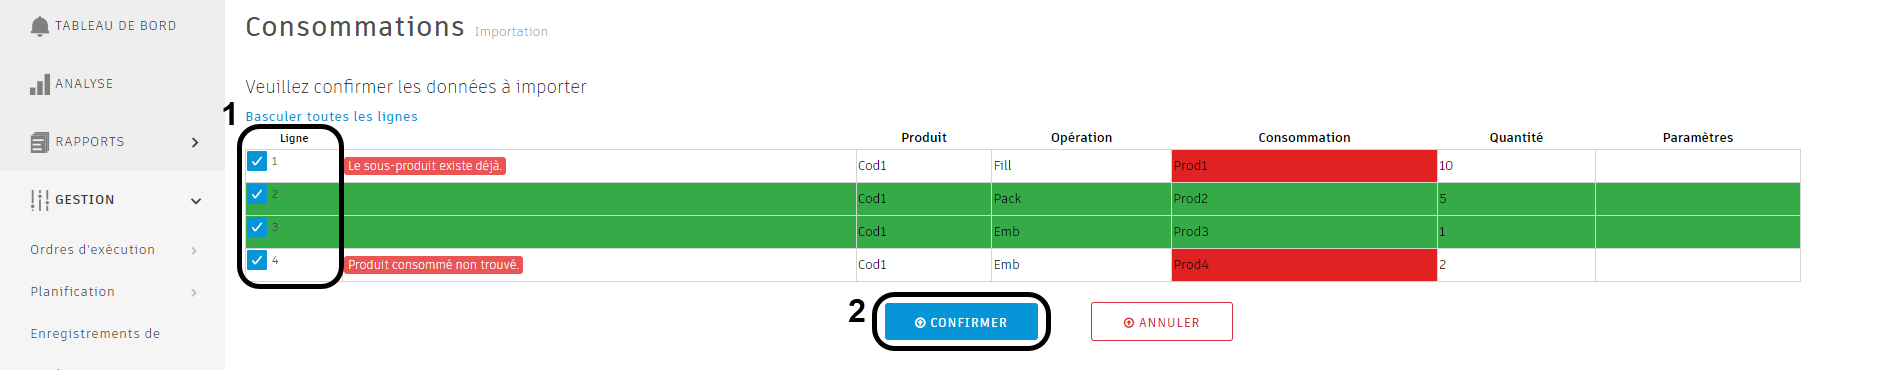 TABLEAU DE BORD
ANALYSE
RAPPORTS
GESTION
Ordres d'exécution
Planification
Enregistrements de
Consommations Importation
Veuillez confirmer les données à importer
1
Basculer toutes les lignes
Ligne Produit Opération Consommation Quantité Paramètres
1 Le sous-produit existe déjà. Cod1 Fill Prod1 10
2 Cod1 Pack Prod2 5
3 Cod1 Emb Prod3 1
4 Produit consommé non trouvé. Cod1 Emb Prod4 2
2 CONFIRMER ANNULER